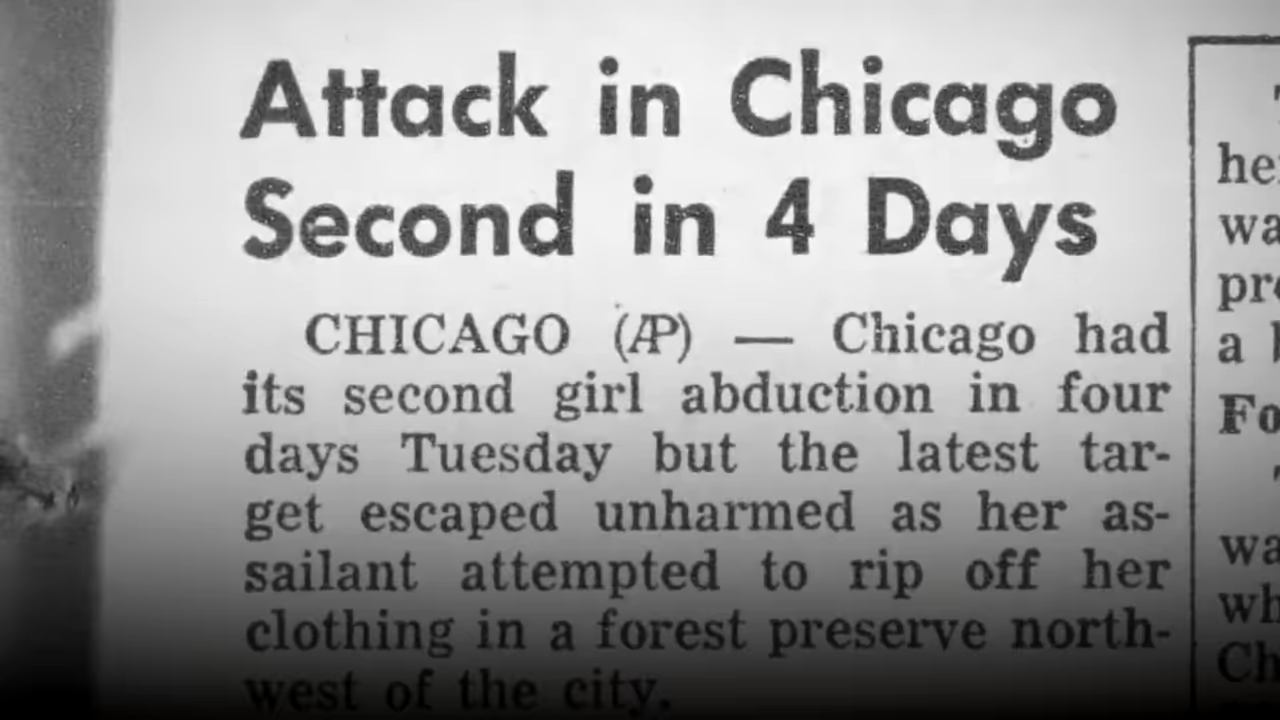 Attack in Chicago
Second in 4 Days
CHICAGO (AP) — Chicago had
its second girl abduction in four
days Tuesday but the latest tar-
get escaped unharmed as her as-
sailant attempted to rip off her
clothing in a forest preserve north-
west of the city.
a